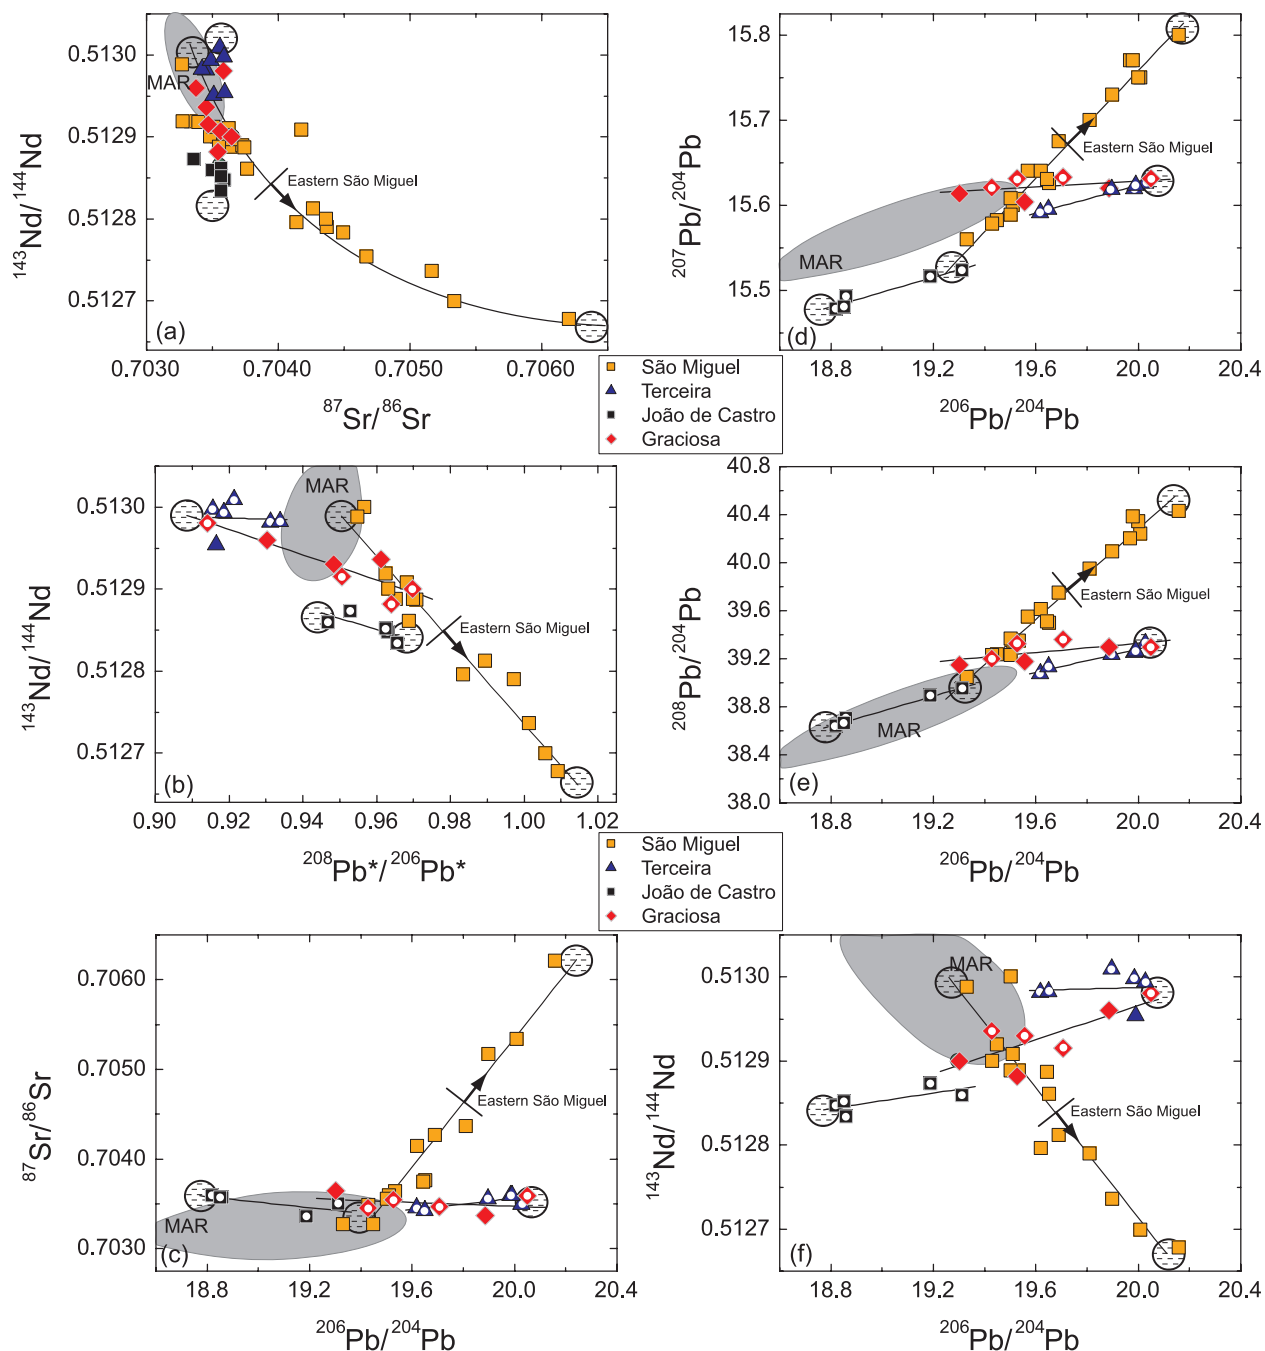 0.5130
0.5129
0.5128
0.5127
143Nd/144Nd
MAR
Eastern São Miguel
(a)
0.703 0.704 0.705 0.706
87Sr/86Sr
15.8
15.7
15.6
15.5
207Pb/204Pb
MAR
Eastern São Miguel
(d)
18.8 19.2 19.6 20.0 20.4
206Pb/204Pb
São Miguel
Terceira
João de Castro
Graciosa
0.5130
0.5129
0.5128
0.5127
143Nd/144Nd
MAR
Eastern São Miguel
(b)
0.90 0.92 0.94 0.96 0.98 1.00 1.02
208Pb*/206Pb*
40.8
40.4
40.0
39.6
39.2
38.8
38.4
38.0
208Pb/204Pb
MAR
Eastern São Miguel
(e)
18.8 19.2 19.6 20.0 20.4
206Pb/204Pb
São Miguel
Terceira
João de Castro
Graciosa
0.7060
0.7050
0.7040
0.7030
87Sr/86Sr
MAR
Eastern São Miguel
(c)
18.8 19.2 19.6 20.0 20.4
206Pb/204Pb
0.5130
0.5129
0.5128
0.5127
143Nd/144Nd
MAR
Eastern São Miguel
(f)
18.8 19.2 19.6 20.0 20.4
206Pb/204Pb